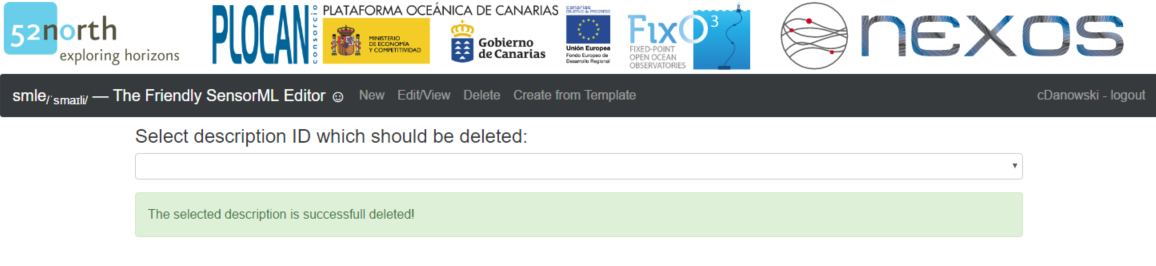 52north
exploring horizons
PLOCAN
consorcio
PLATAFORMA OCEÁNICA DE CANARIAS
MINISTERIO
DE ECONOMÍA
Y COMPETITIVIDAD
Gobierno
de Canarias
canarias
Unión Europea
Fondo Europeo de
Desarrollo Regional
FixO3
FIXED-POINT
OPEN OCEAN
OBSERVATORIES
nexos
smle/ˈsmaɪli/ — The Friendly SensorML Editor ☺ New Edit/View Delete Create from Template cDanowski - logout
Select description ID which should be deleted:
The selected description is successfull deleted!